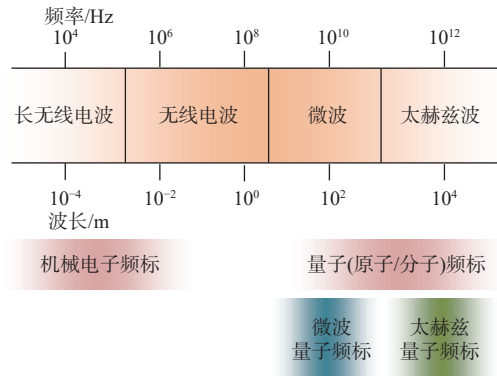 频率/Hz
10⁴ 10⁶ 10⁸ 10¹⁰ 10¹²
长无线电波 无线电波 微波 太赫兹波
10⁻⁴ 10⁻² 10⁰ 10² 10⁴
波长/m
机械电子频标 量子(原子/分子)频标
微波 太赫兹
量子频标 量子频标